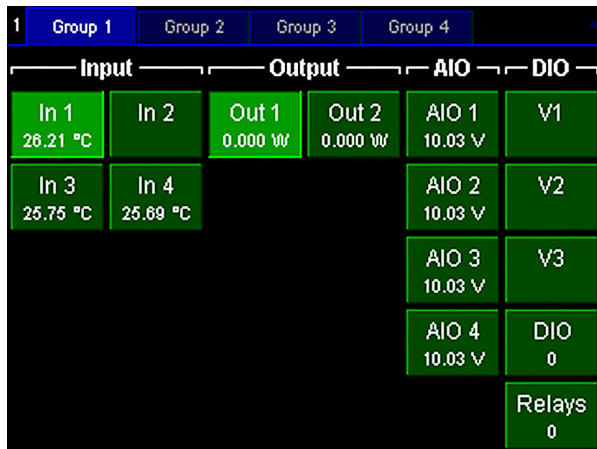 1 Group 1 Group 2 Group 3 Group 4
Input Output AIO DIO
In 1 In 2 Out 1 Out 2 AIO 1 V1
26.21 °C 0.000 W 0.000 W 10.03 V
In 3 In 4 AIO 2 V2
25.75 °C 25.69 °C 10.03 V
AIO 3 V3
10.03 V
AIO 4 DIO
10.03 V 0
Relays
0